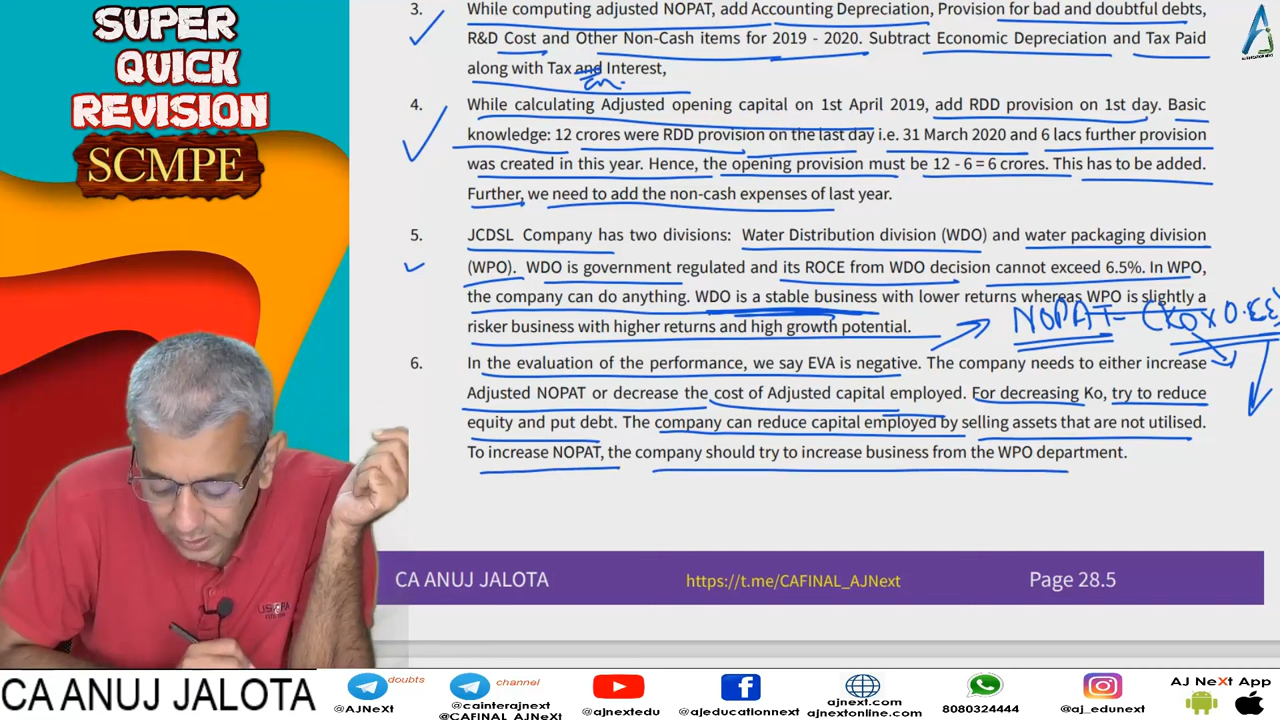 SUPER
QUICK
REVISION
SCMPE
3. While computing adjusted NOPAT, add Accounting Depreciation, Provision for bad and doubtful debts,
R&D Cost and Other Non-Cash items for 2019 - 2020. Subtract Economic Depreciation and Tax Paid
along with Tax and Interest,
4. While calculating Adjusted opening capital on 1st April 2019, add RDD provision on 1st day. Basic
knowledge: 12 crores were RDD provision on the last day i.e. 31 March 2020 and 6 lacs further provision
was created in this year. Hence, the opening provision must be 12 - 6 = 6 crores. This has to be added.
Further, we need to add the non-cash expenses of last year.
5. JCDSL Company has two divisions: Water Distribution division (WDO) and water packaging division
(WPO). WDO is government regulated and its ROCE from WDO decision cannot exceed 6.5%. In WPO,
the company can do anything. WDO is a stable business with lower returns whereas WPO is slightly a
risker business with higher returns and high growth potential.
NOPAT - (Ko x O.CE)
6. In the evaluation of the performance, we say EVA is negative. The company needs to either increase
Adjusted NOPAT or decrease the cost of Adjusted capital employed. For decreasing Ko, try to reduce
equity and put debt. The company can reduce capital employed by selling assets that are not utilised.
To increase NOPAT, the company should try to increase business from the WPO department.
CA ANUJ JALOTA https://t.me/CAFINAL_AJNext Page 28.5
CA ANUJ JALOTA
doubts
@AJNeXt
channel
@cainterajnext
@CAFINAL_AJNeXt
@ajnextedu
@ajeducationnext
ajnext.com
ajnextonline.com
8080324004
@aj_edunext
AJ NeXt App